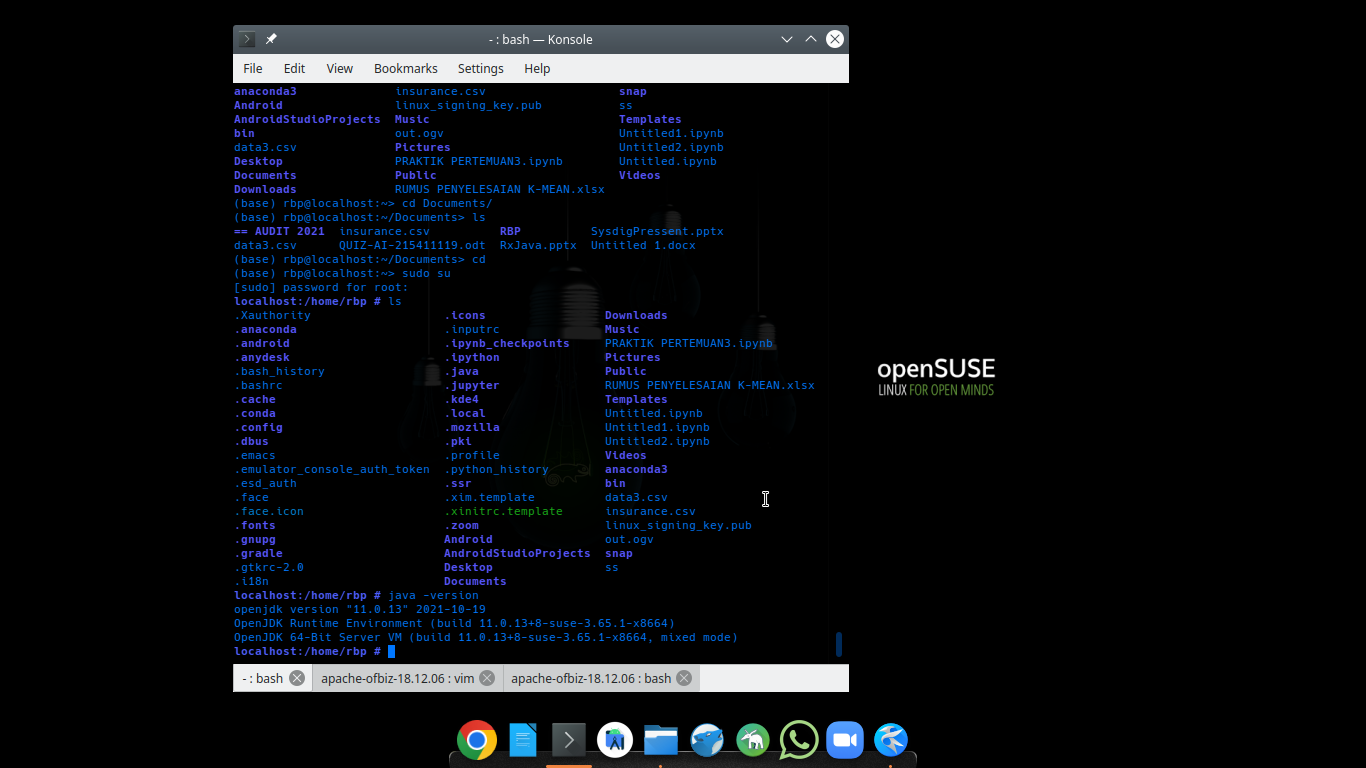 - : bash — Konsole
File Edit View Bookmarks Settings Help
anaconda3 insurance.csv snap
Android linux_signing_key.pub ss
AndroidStudioProjects Music Templates
bin out.ogv Untitled1.ipynb
data3.csv Pictures Untitled2.ipynb
Desktop PRAKTIK PERTEMUAN3.ipynb Untitled.ipynb
Documents Public Videos
Downloads RUMUS PENYELESAIAN K-MEAN.xlsx
(base) rbp@localhost:~> cd Documents/
(base) rbp@localhost:~/Documents> ls
== AUDIT 2021 insurance.csv RBP SysdigPressent.pptx
data3.csv QUIZ-AI-215411119.odt RxJava.pptx Untitled 1.docx
(base) rbp@localhost:~/Documents> cd
(base) rbp@localhost:~> sudo su
[sudo] password for root:
localhost:/home/rbp # ls
.Xauthority .icons Downloads
.anaconda .inputrc Music
.android .ipynb_checkpoints PRAKTIK PERTEMUAN3.ipynb
.anydesk .ipython Pictures
.bash_history .java Public
.bashrc .jupyter RUMUS PENYELESAIAN K-MEAN.xlsx
.cache .kde4 Templates
.conda .local Untitled.ipynb
.config .mozilla Untitled1.ipynb
.dbus .pki Untitled2.ipynb
.emacs .profile Videos
.emulator_console_auth_token .python_history anaconda3
.esd_auth .ssr bin
.face .xim.template data3.csv
.face.icon .xinitrc.template insurance.csv
.fonts .zoom linux_signing_key.pub
.gnupg Android out.ogv
.gradle AndroidStudioProjects snap
.gtkrc-2.0 Desktop ss
.i18n Documents
localhost:/home/rbp # java -version
openjdk version "11.0.13" 2021-10-19
OpenJDK Runtime Environment (build 11.0.13+8-suse-3.65.1-x8664)
OpenJDK 64-Bit Server VM (build 11.0.13+8-suse-3.65.1-x8664, mixed mode)
localhost:/home/rbp #
- : bash apache-ofbiz-18.12.06 : vim apache-ofbiz-18.12.06 : bash
openSUSE
LINUX FOR OPEN MINDS